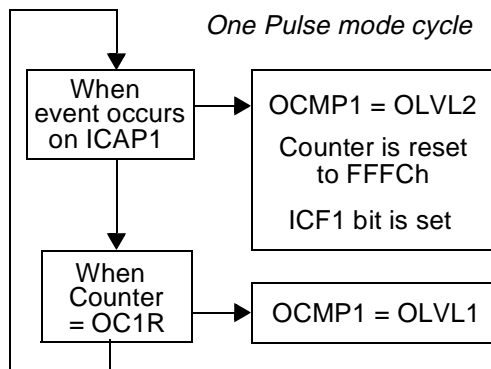 One Pulse mode cycle
When
event occurs
on ICAP1
OCMP1 = OLVL2
Counter is reset
to FFFCh
ICF1 bit is set
When
Counter
= OC1R
OCMP1 = OLVL1